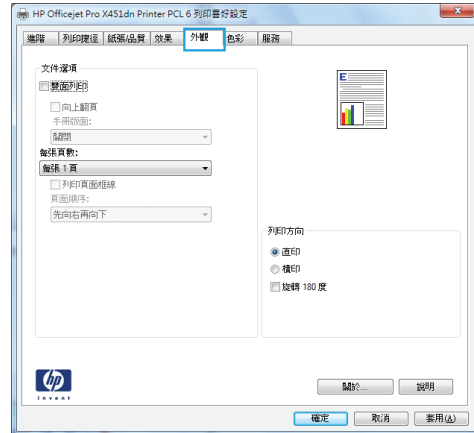 HP Officejet Pro X451dn Printer PCL 6 列印喜好設定
進階 列印捷徑 紙張/品質 效果 外觀 色彩 服務
文件選項
雙面列印
向上翻頁
手冊版面:
關閉
每張頁數:
每張 1 頁
列印頁面框線
頁面順序:
先向右再向下
E
列印方向
直印
橫印
旋轉 180 度
hp
invent
關於... 說明
確定 取消 套用(A)